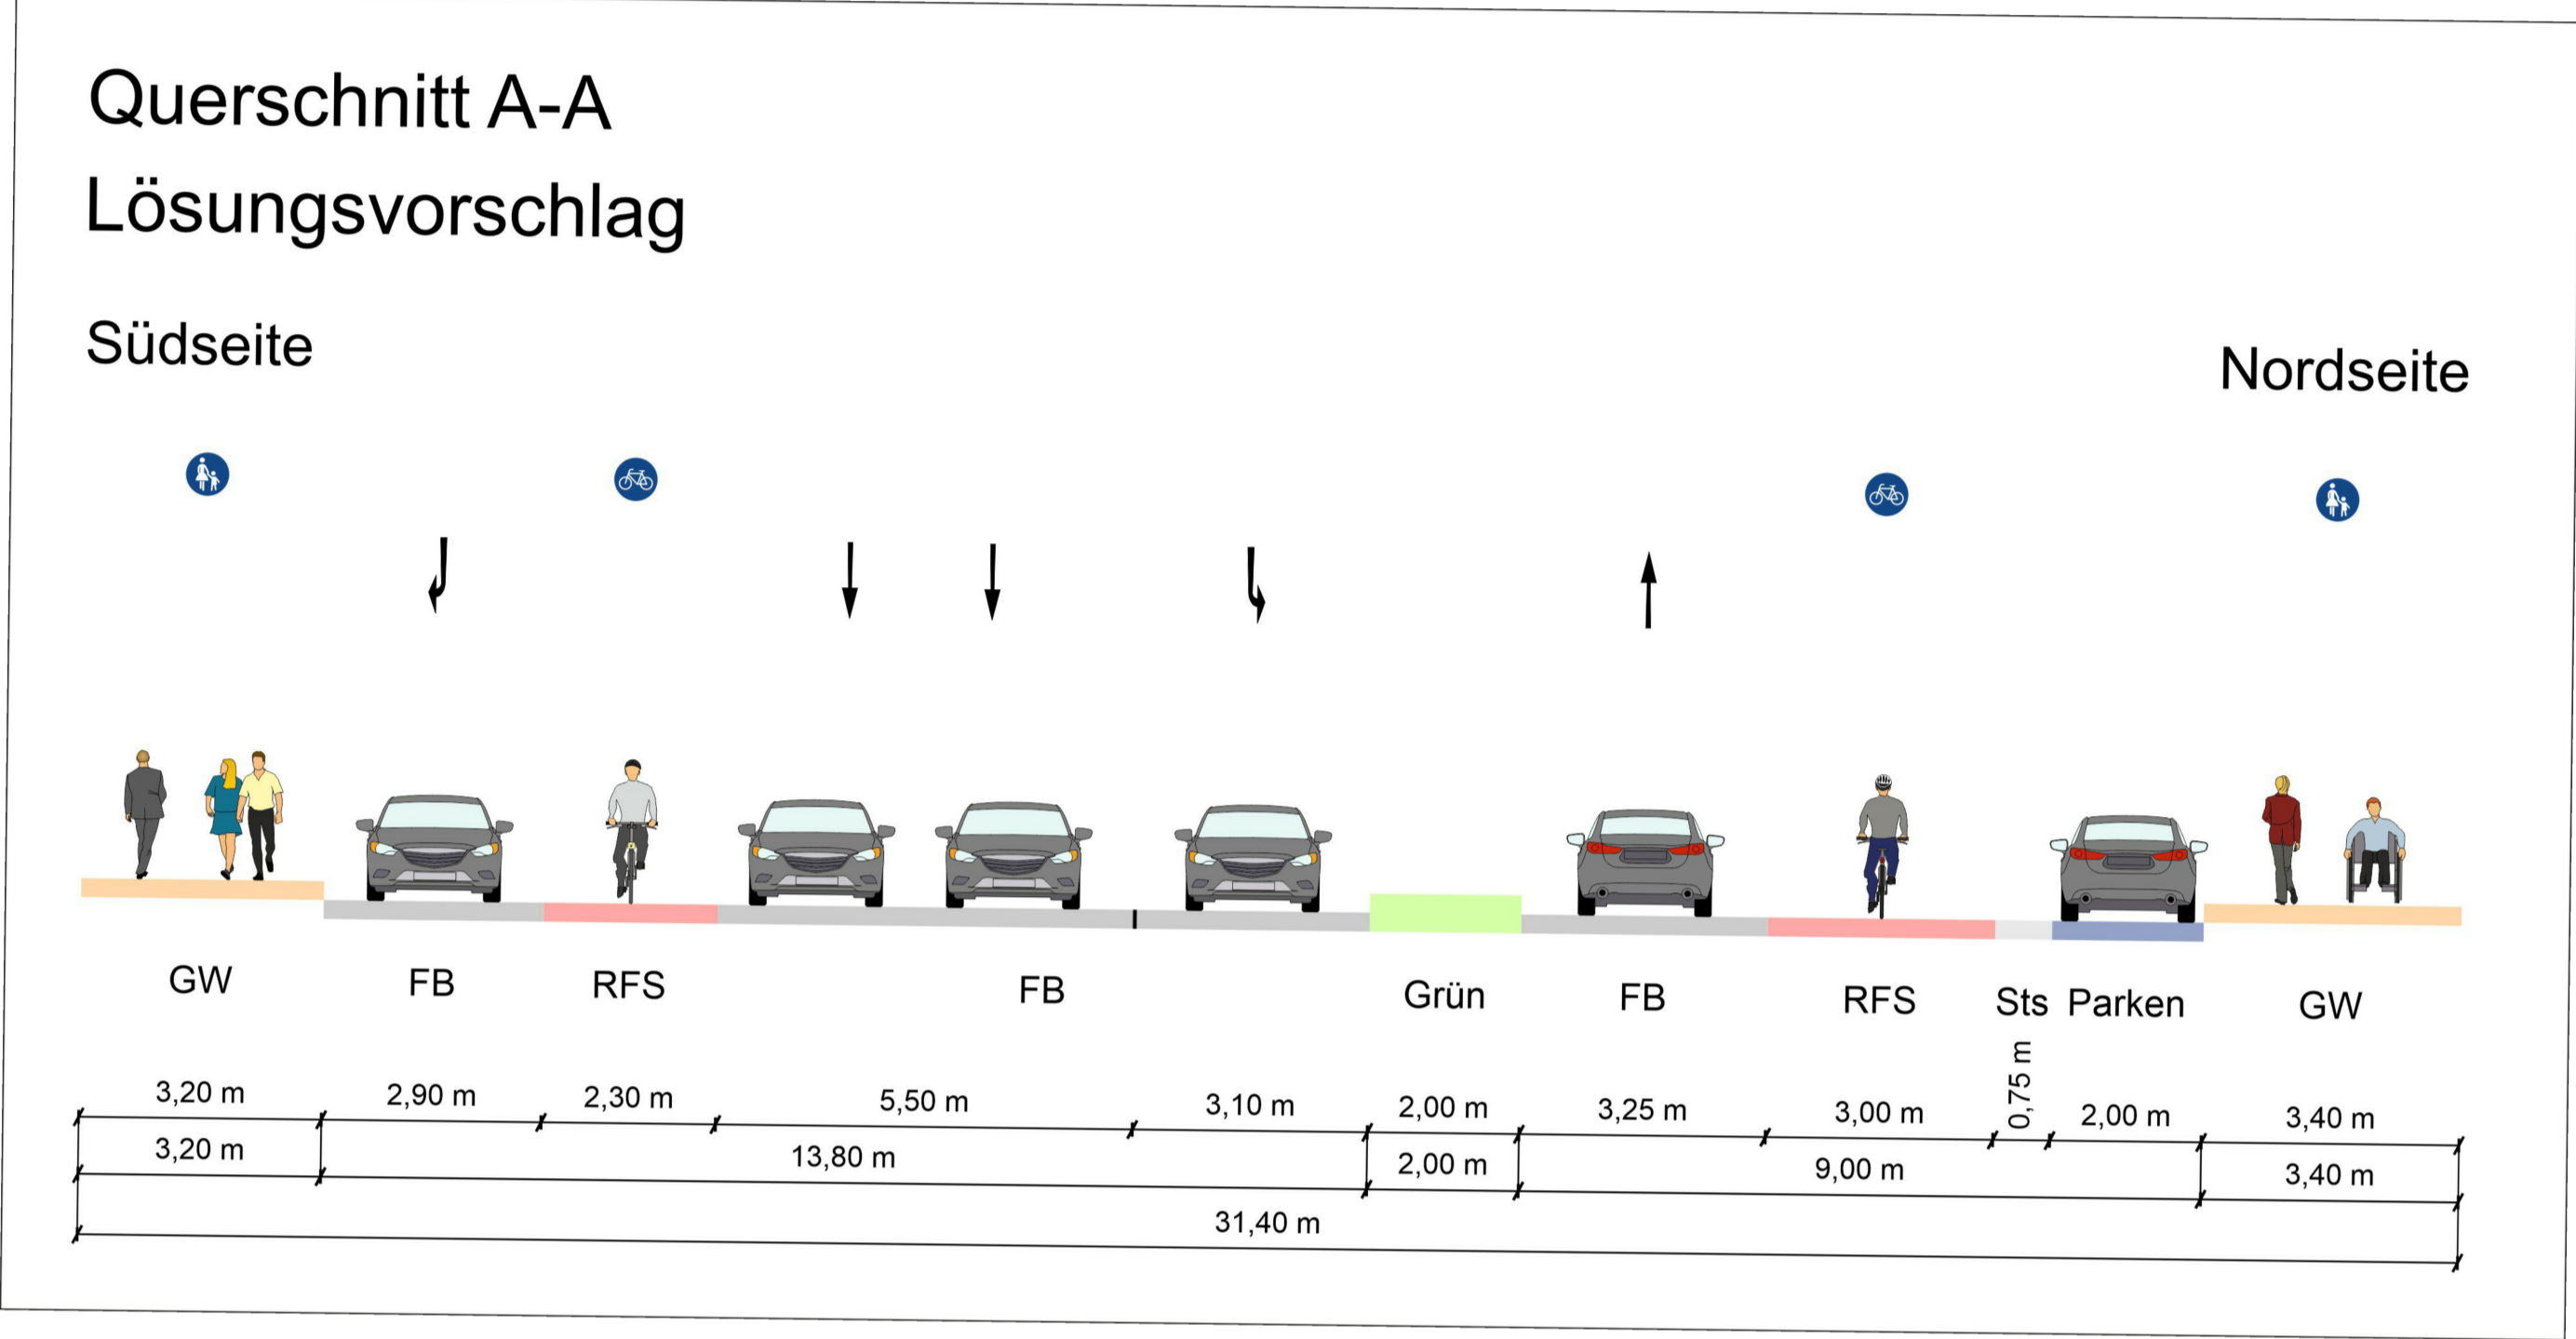 Querschnitt A-A
Lösungsvorschlag
Südseite
Nordseite
GW FB RFS FB Grün FB RFS Sts Parken GW
3,20 m 2,90 m 2,30 m 5,50 m 3,10 m 2,00 m 3,25 m 3,00 m 0,75 m 2,00 m 3,40 m
3,20 m 13,80 m 2,00 m 9,00 m 3,40 m
31,40 m